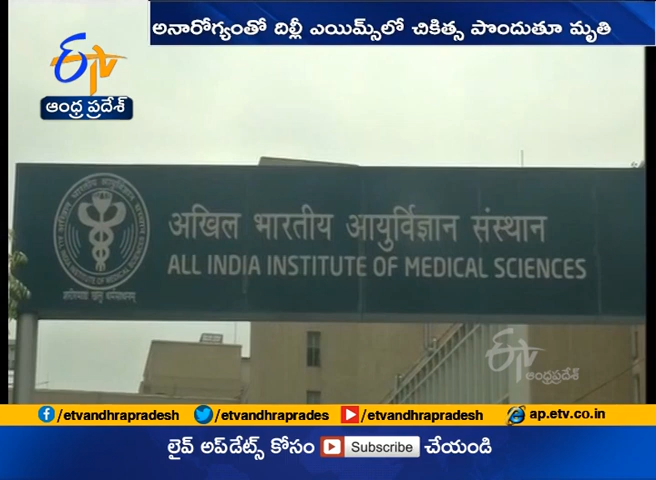 అనారోగ్యంతో దిల్లీ ఎయిమ్స్‌లో చికిత్స పొందుతూ మృతి
etv
ఆంధ్ర ప్రదేశ్
अखिल भारतीय आयुर्विज्ञान संस्थान
ALL INDIA INSTITUTE OF MEDICAL SCIENCES
etv
ఆంధ్రప్రదేశ్
/etvandhrapradesh /etvandhraprades /etvandhrapradesh ap.etv.co.in
లైవ్ అప్‌డేట్స్ కోసం Subscribe చేయండి